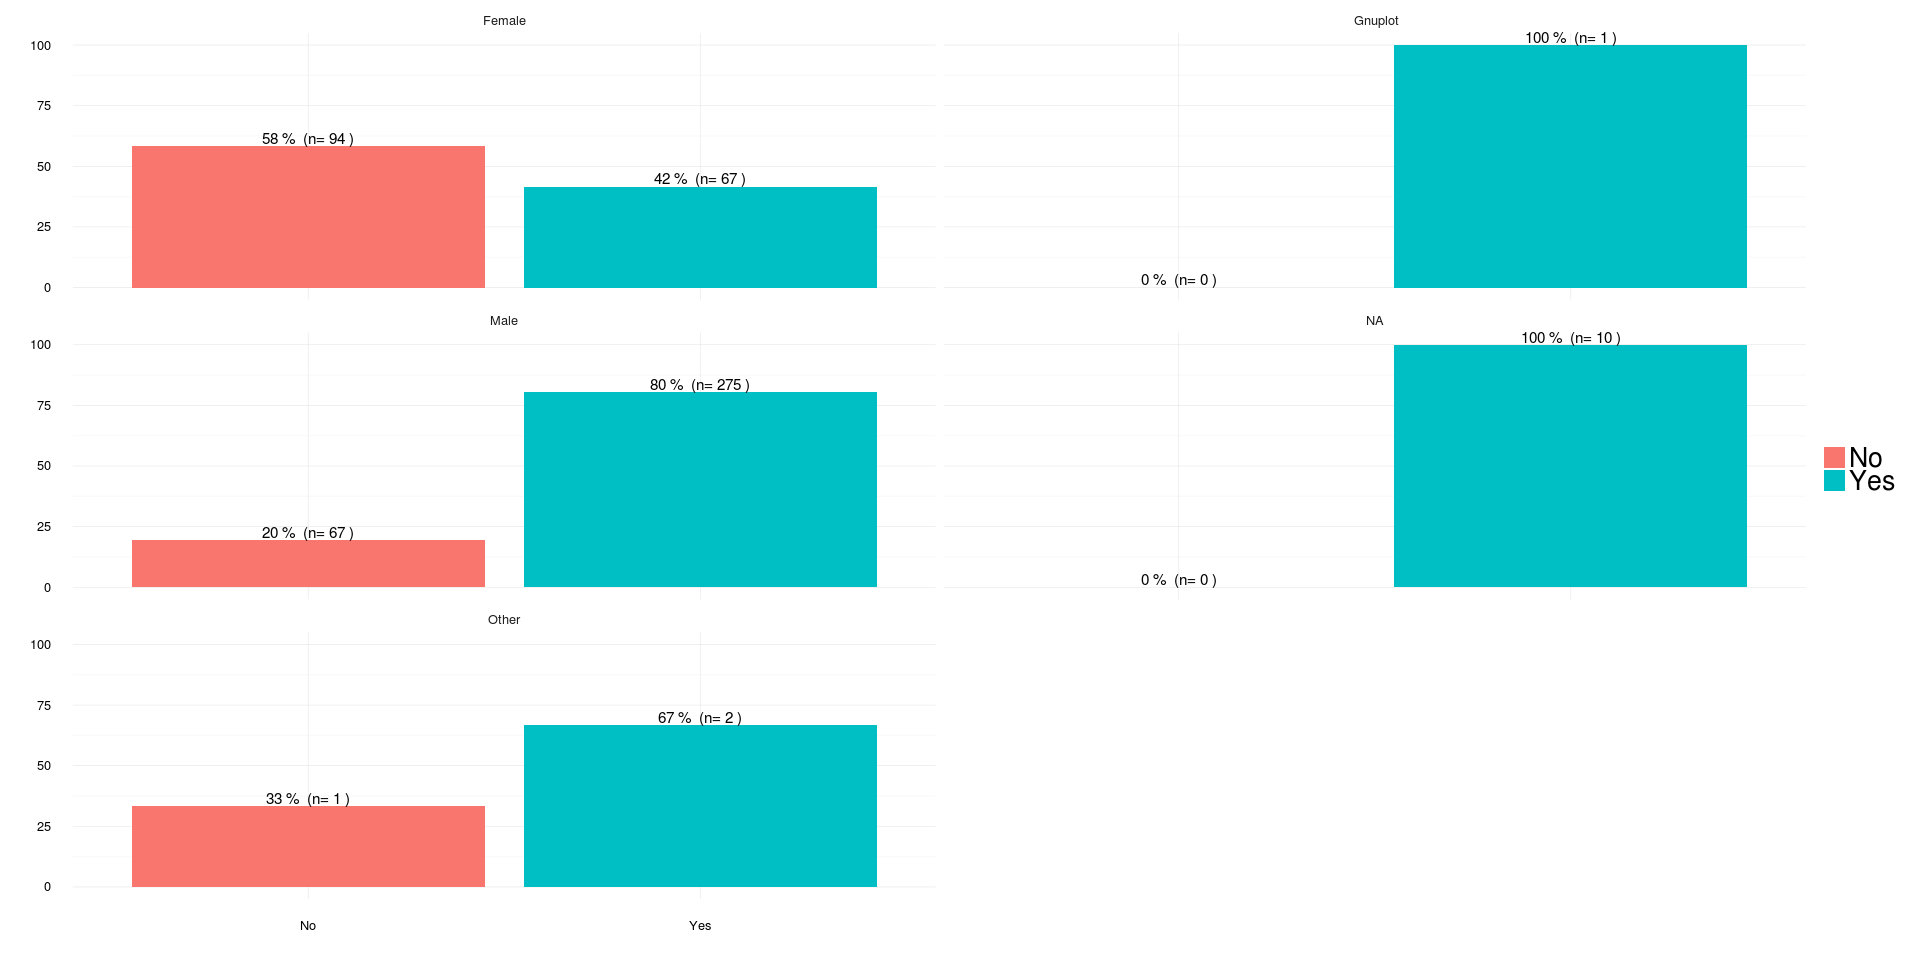 Female
Gnuplot
100
75
50
25
0
58 % (n= 94 )
42 % (n= 67 )
0 % (n= 0 )
100 % (n= 1 )
Male
NA
100
75
50
25
0
20 % (n= 67 )
80 % (n= 275 )
0 % (n= 0 )
100 % (n= 10 )
Other
100
75
50
25
0
33 % (n= 1 )
67 % (n= 2 )
No
Yes
No
Yes